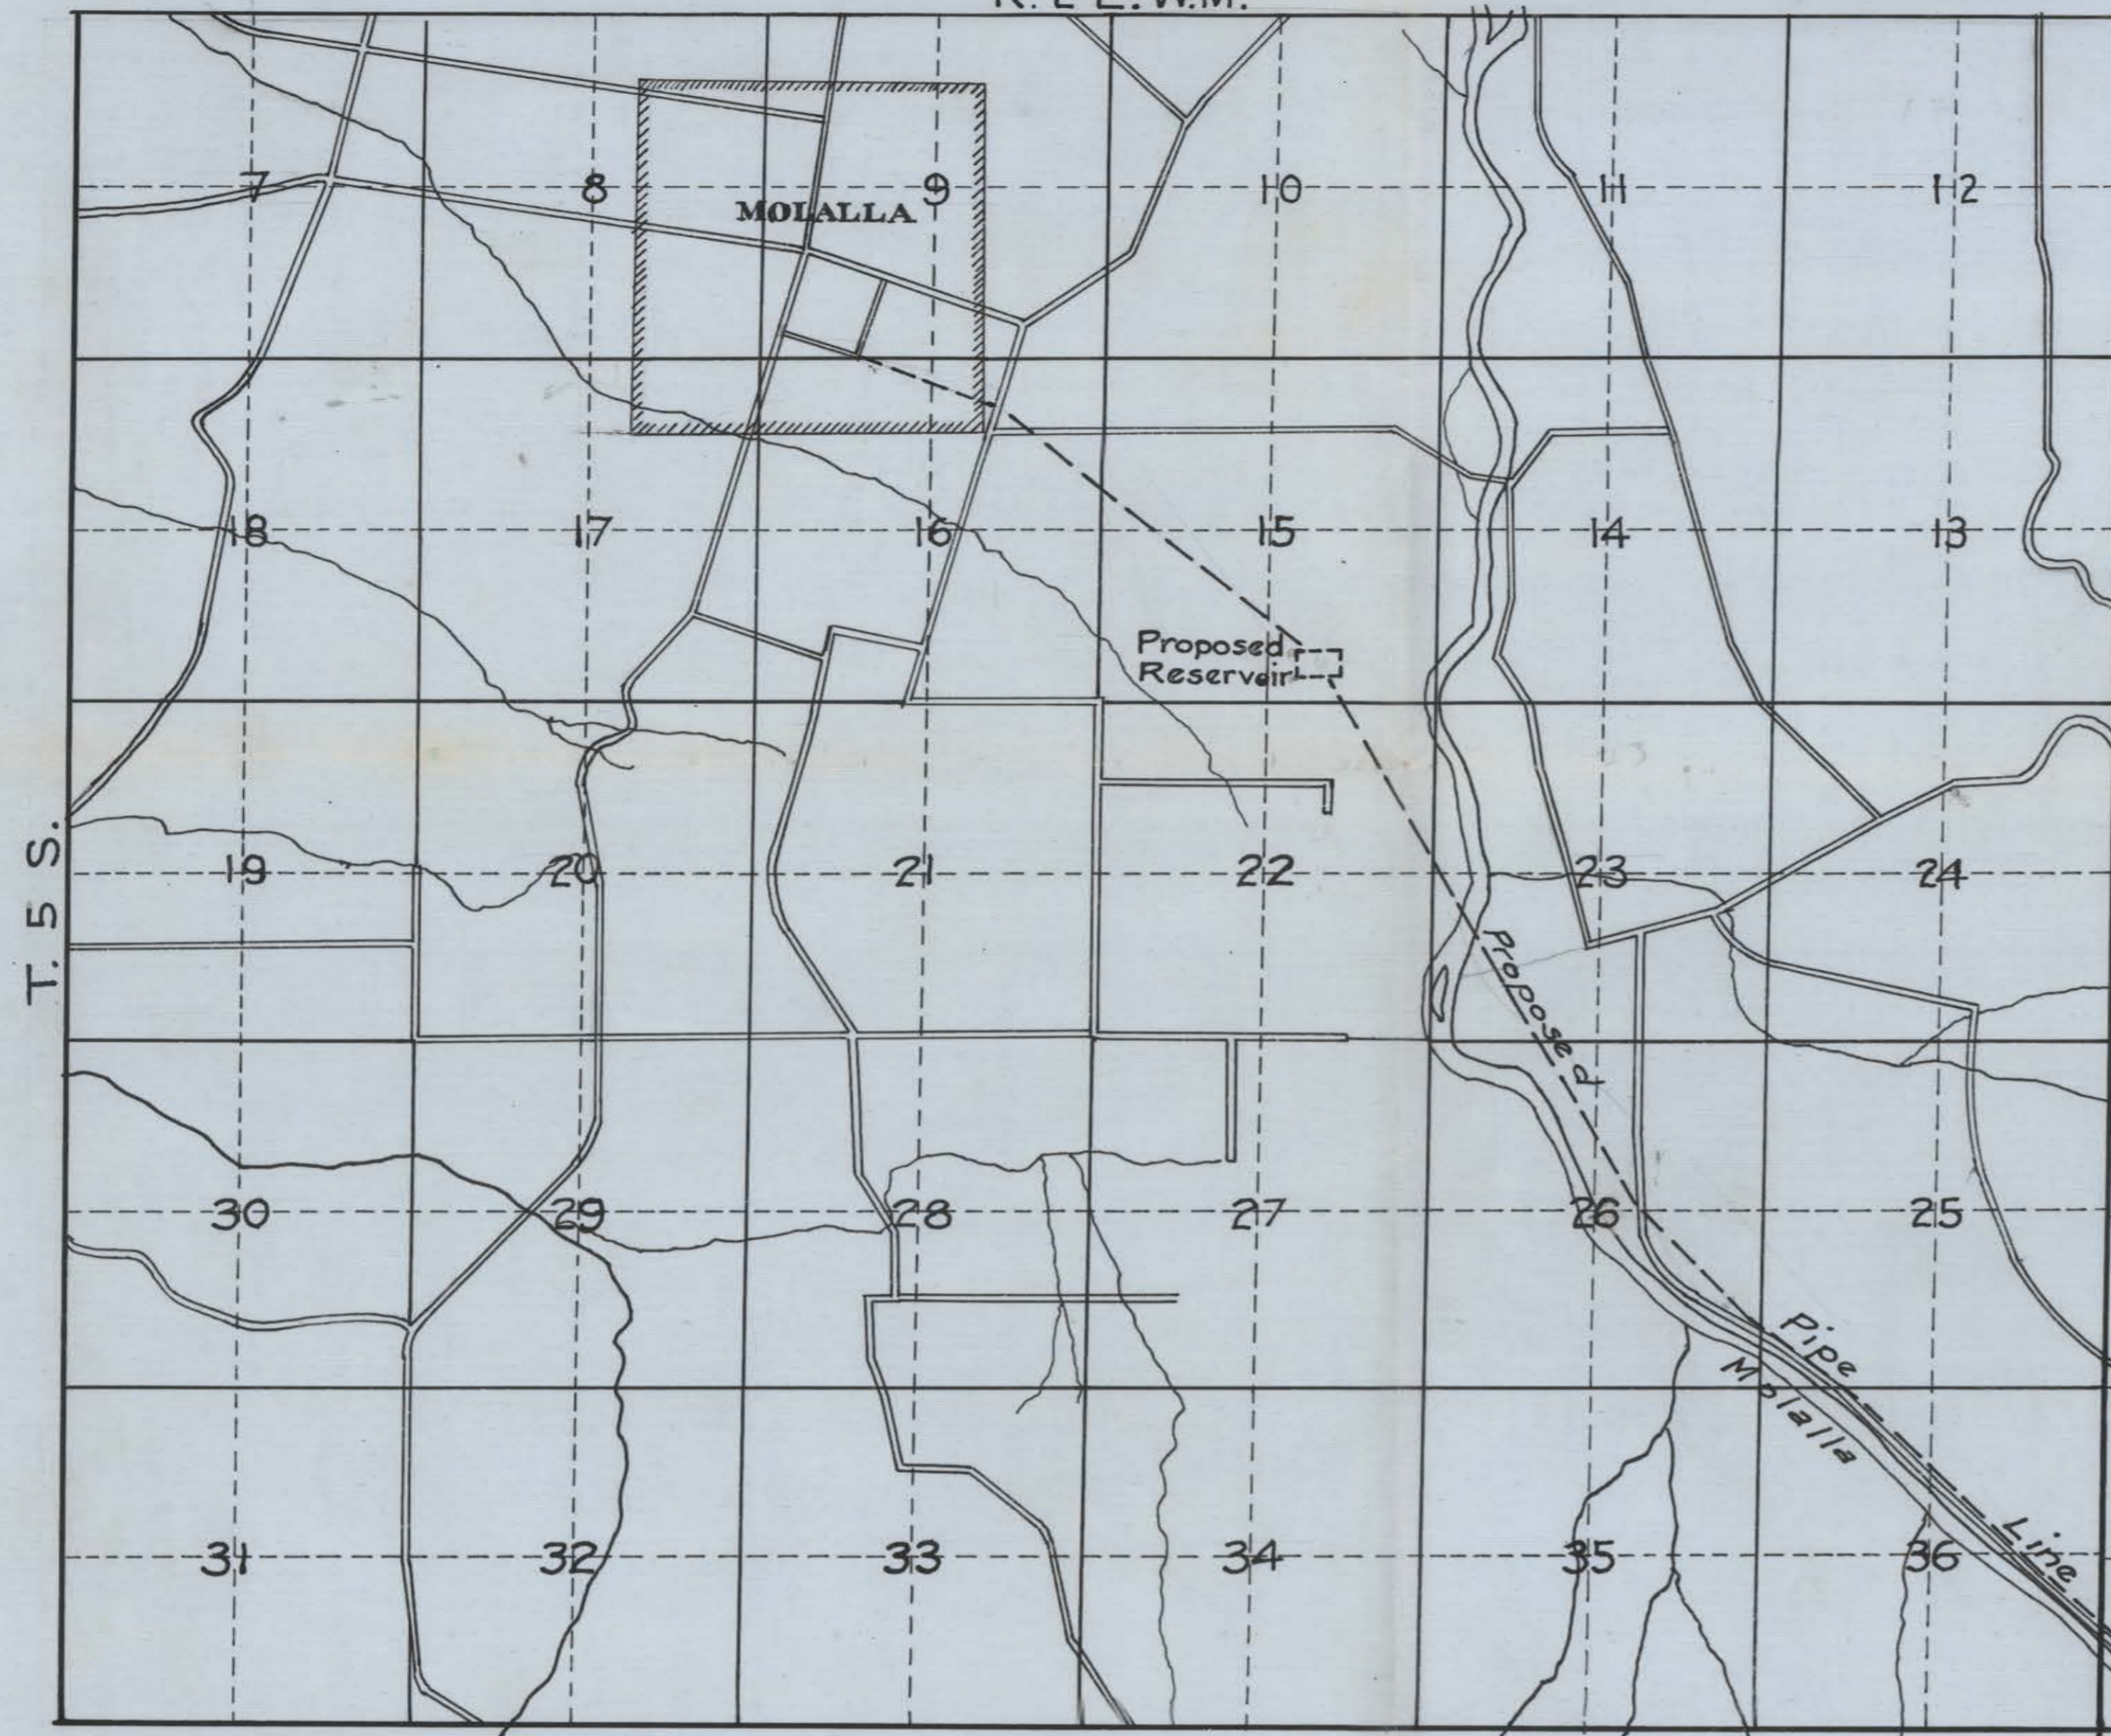 R. 2 E. W.M.
7 8 9 10 11 12
MOLALLA
18 17 16 15 14 13
Proposed
Reservoir
T. 5 S.
19 20 21 22 23 24
Proposed
30 29 28 27 26 25
Pipe
Molalla
31 32 33 34 35 36
Line